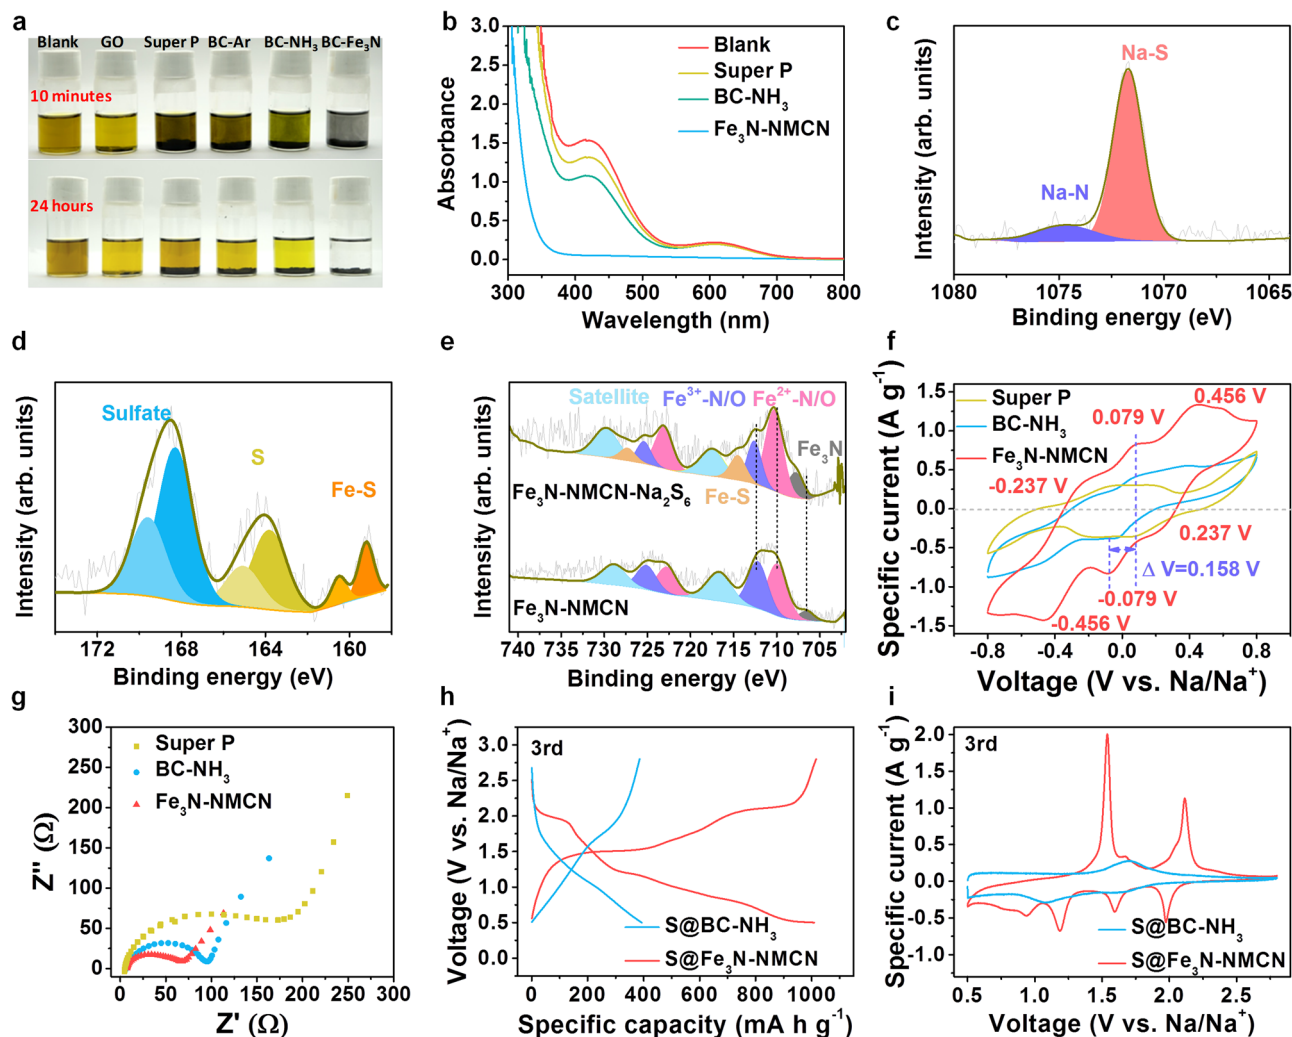 a
Blank GO Super P BC-Ar BC-NH₃ BC-Fe₃N
10 minutes
24 hours
b
Absorbance
3.0
2.5
2.0
1.5
1.0
0.5
0.0
Blank
Super P
BC-NH₃
Fe₃N-NMCN
300 400 500 600 700 800
Wavelength (nm)
c
Intensity (arb. units)
Na-S
Na-N
1080 1075 1070 1065
Binding energy (eV)
d
Intensity (arb. units)
Sulfate
S
Fe-S
172 168 164 160
Binding energy (eV)
e
Intensity (arb. units)
Satellite Fe³⁺-N/O Fe²⁺-N/O
Fe₃N
Fe₃N-NMCN-Na₂S₆ Fe-S
Fe₃N-NMCN
740 735 730 725 720 715 710 705
Binding energy (eV)
f
Specific current (A g⁻¹)
1.5
1.0
0.5
0.0
-0.5
-1.0
-1.5
Super P
BC-NH₃
Fe₃N-NMCN
0.456 V
0.079 V
-0.237 V
0.237 V
Δ V=0.158 V
-0.079 V
-0.456 V
-0.8 -0.4 0.0 0.4 0.8
Voltage (V vs. Na/Na⁺)
g
Z'' (Ω)
300
250
200
150
100
50
0
Super P
BC-NH₃
Fe₃N-NMCN
0 50 100 150 200 250 300
Z' (Ω)
h
Voltage (V vs. Na/Na⁺)
3.0
2.5
2.0
1.5
1.0
0.5
0.0
3rd
S@BC-NH₃
S@Fe₃N-NMCN
0 200 400 600 800 1000
Specific capacity (mA h g⁻¹)
i
Specific current (A g⁻¹)
2.0
1.5
1.0
0.5
0.0
-0.5
-1.0
3rd
S@BC-NH₃
S@Fe₃N-NMCN
0.5 1.0 1.5 2.0 2.5
Voltage (V vs. Na/Na⁺)